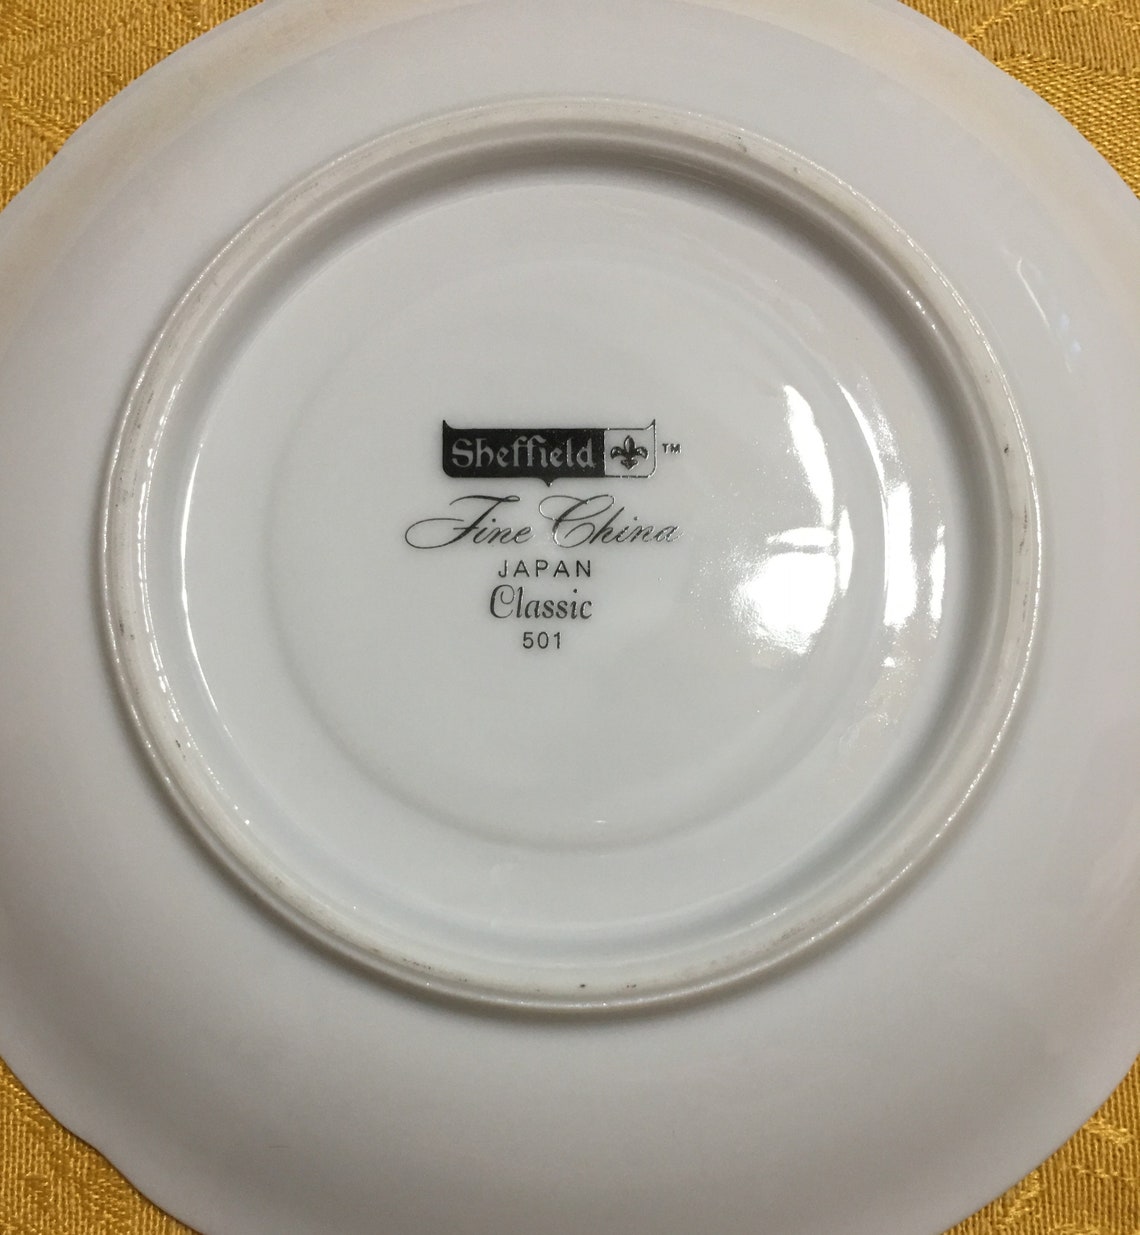 Sheffield ™
Fine China
JAPAN
Classic
501